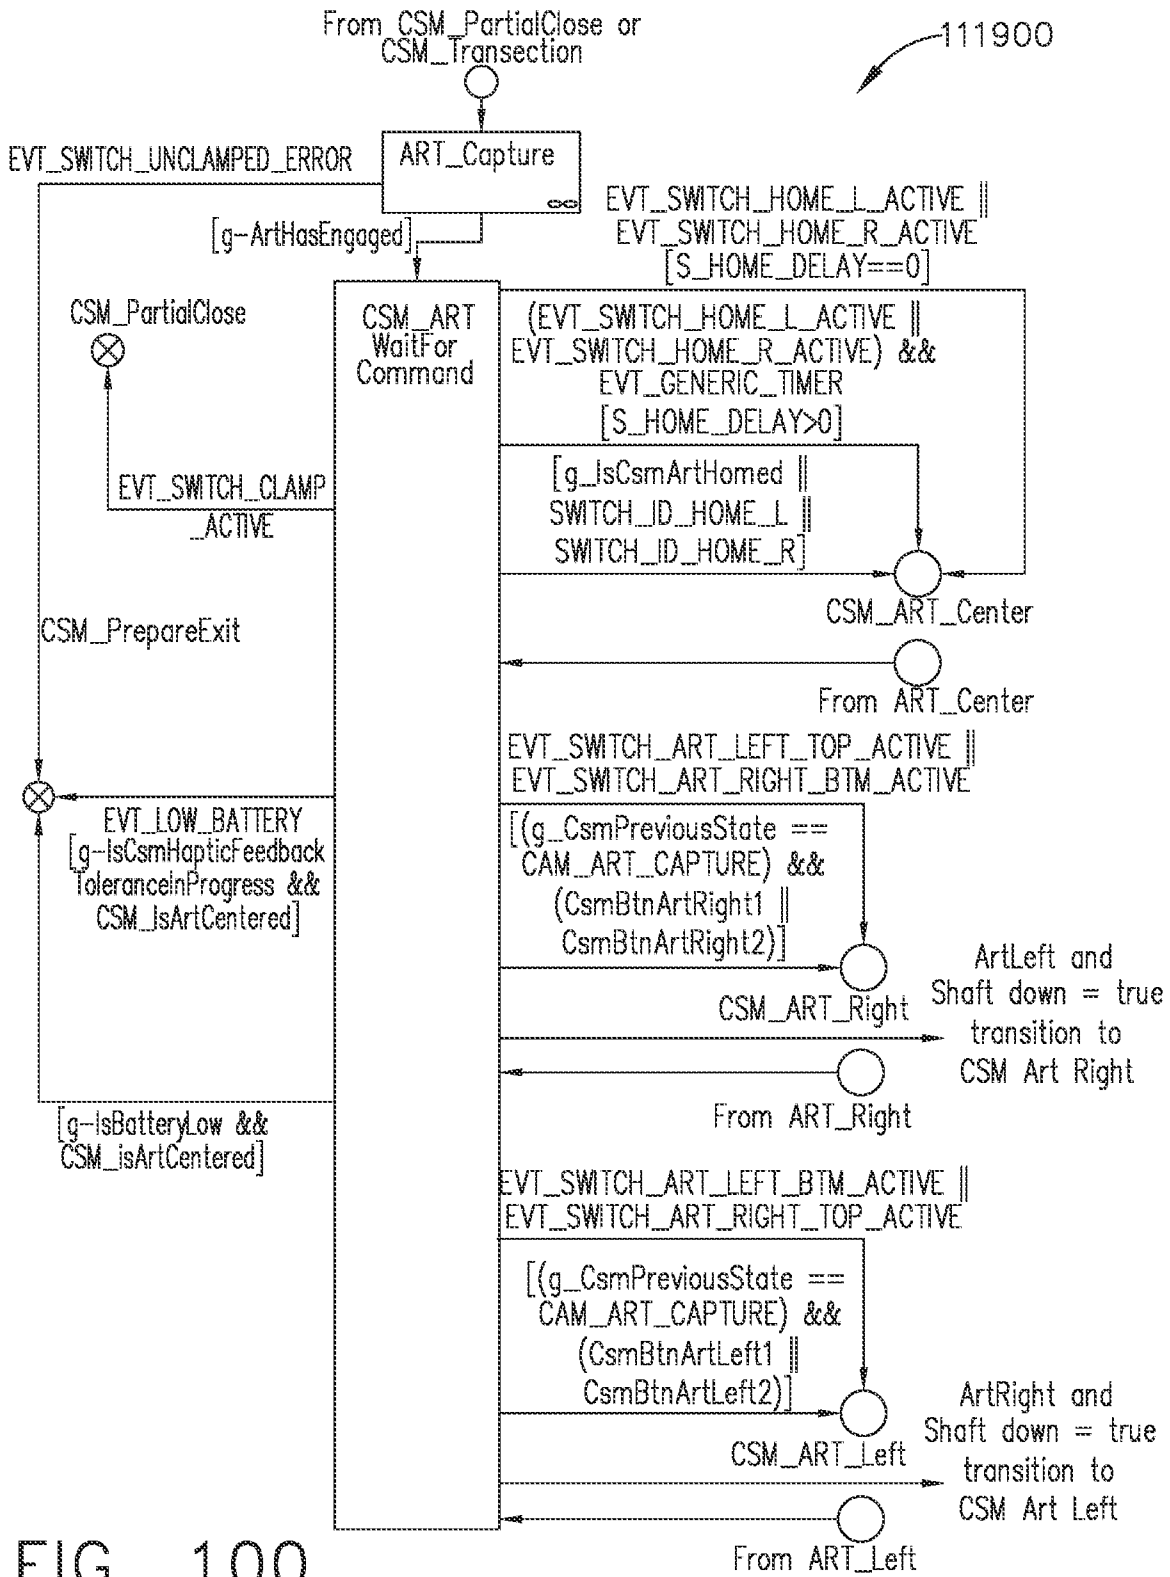 From CSM_PartialClose or
CSM_Transection
111900
ART_Capture
EVT_SWITCH_UNCLAMPED_ERROR
[g-ArtHasEngaged]
EVT_SWITCH_HOME_L_ACTIVE ||
EVT_SWITCH_HOME_R_ACTIVE
[S_HOME_DELAY==0]
CSM_PartialClose
CSM_ART
WaitFor
Command
(EVT_SWITCH_HOME_L_ACTIVE ||
EVT_SWITCH_HOME_R_ACTIVE) &&
EVT_GENERIC_TIMER
[S_HOME_DELAY>0]
[g_IsCsmArtHomed ||
SWITCH_ID_HOME_L ||
SWITCH_ID_HOME_R]
EVT_SWITCH_CLAMP
_ACTIVE
CSM_ART_Center
CSM_PrepareExit
From ART_Center
EVT_SWITCH_ART_LEFT_TOP_ACTIVE ||
EVT_SWITCH_ART_RIGHT_BTM_ACTIVE
EVT_LOW_BATTERY
[g-IsCsmHapticFeedback
ToleranceInProgress &&
CSM_IsArtCentered]
[(g_CsmPreviousState ==
CAM_ART_CAPTURE) &&
(CsmBtnArtRight1 ||
CsmBtnArtRight2)]
CSM_ART_Right
ArtLeft and
Shaft down = true
transition to
CSM Art Right
From ART_Right
[g-IsBatteryLow &&
CSM_isArtCentered]
EVT_SWITCH_ART_LEFT_BTM_ACTIVE ||
EVT_SWITCH_ART_RIGHT_TOP_ACTIVE
[(g_CsmPreviousState ==
CAM_ART_CAPTURE) &&
(CsmBtnArtLeft1 ||
CsmBtnArtLeft2)]
CSM_ART_Left
ArtRight and
Shaft down = true
transition to
CSM Art Left
From ART_Left
FIG. 100